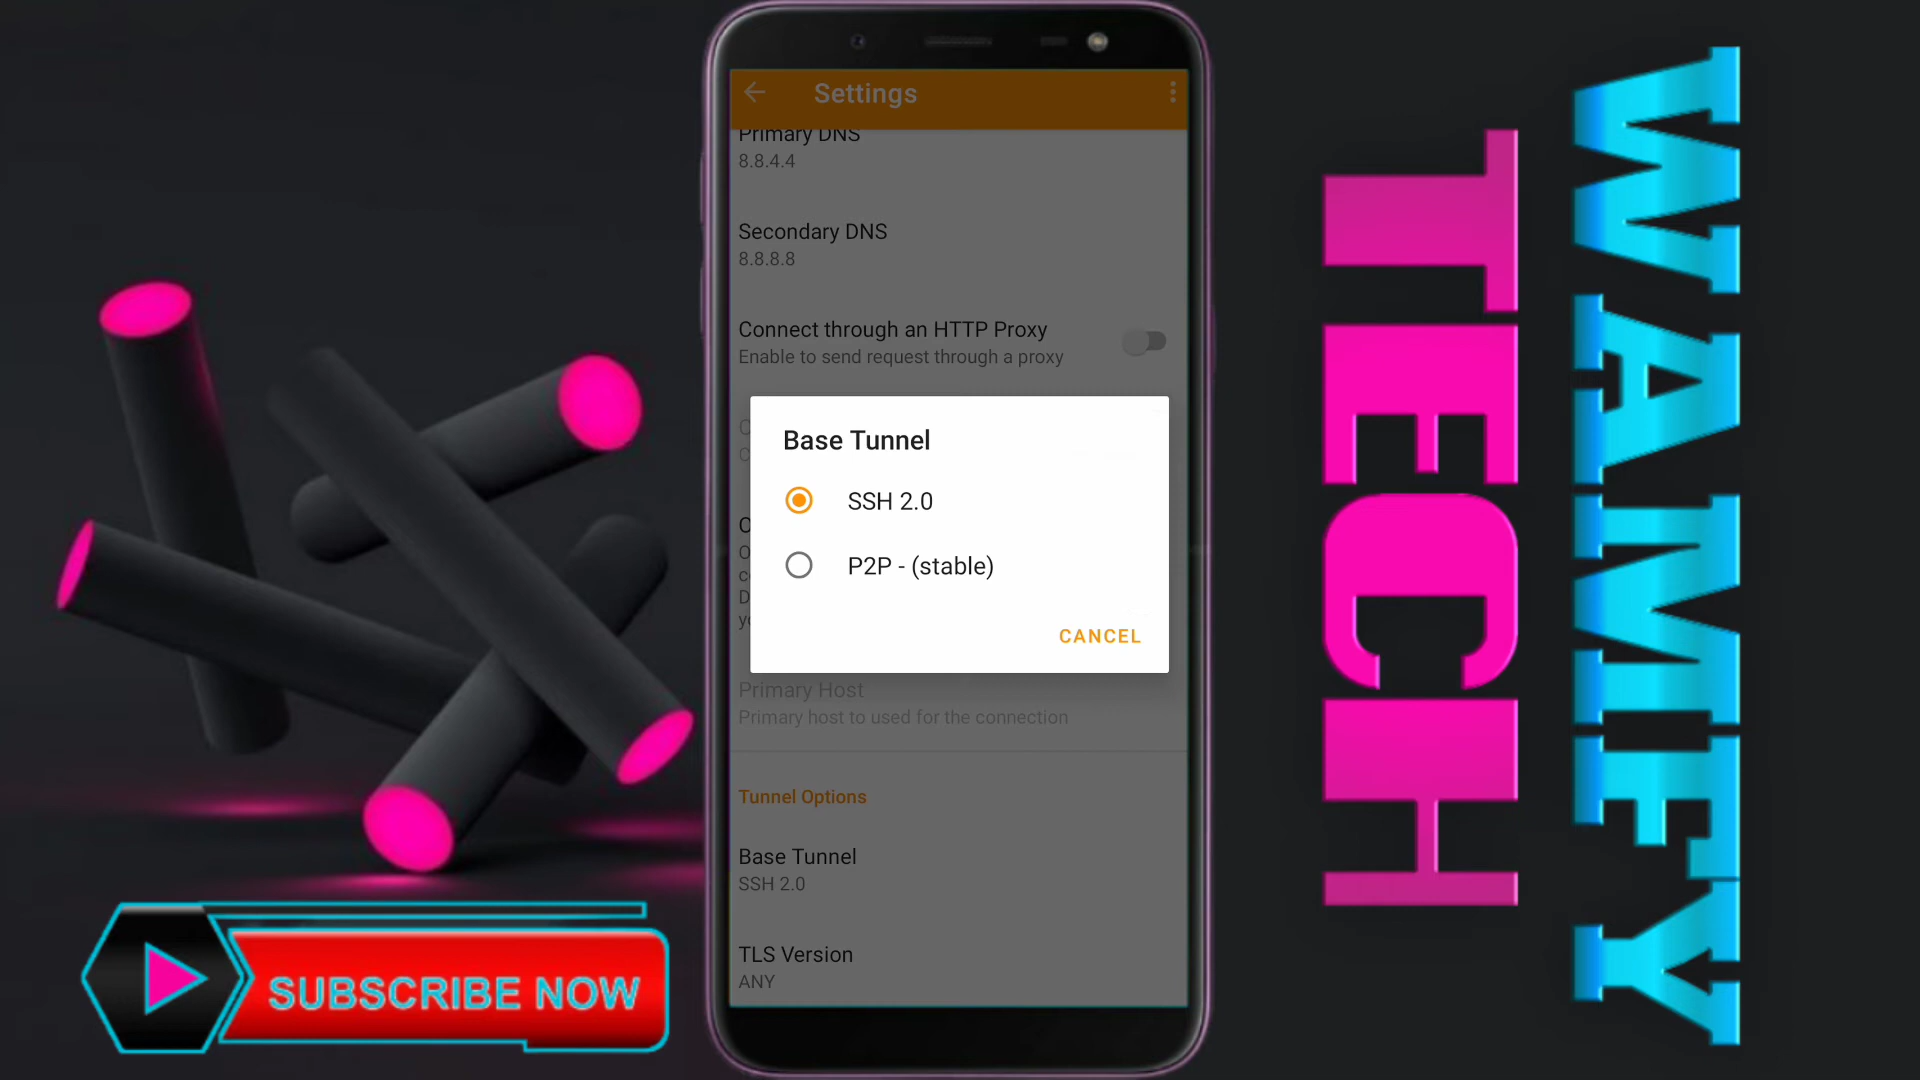 Settings
Primary DNS
8.8.4.4
Secondary DNS
8.8.8.8
Connect through an HTTP Proxy
Enable to send request through a proxy
Base Tunnel
SSH 2.0
P2P - (stable)
CANCEL
Primary Host
Primary host to used for the connection
Tunnel Options
Base Tunnel
SSH 2.0
TLS Version
ANY
SUBSCRIBE NOW
WAMFY
TECH